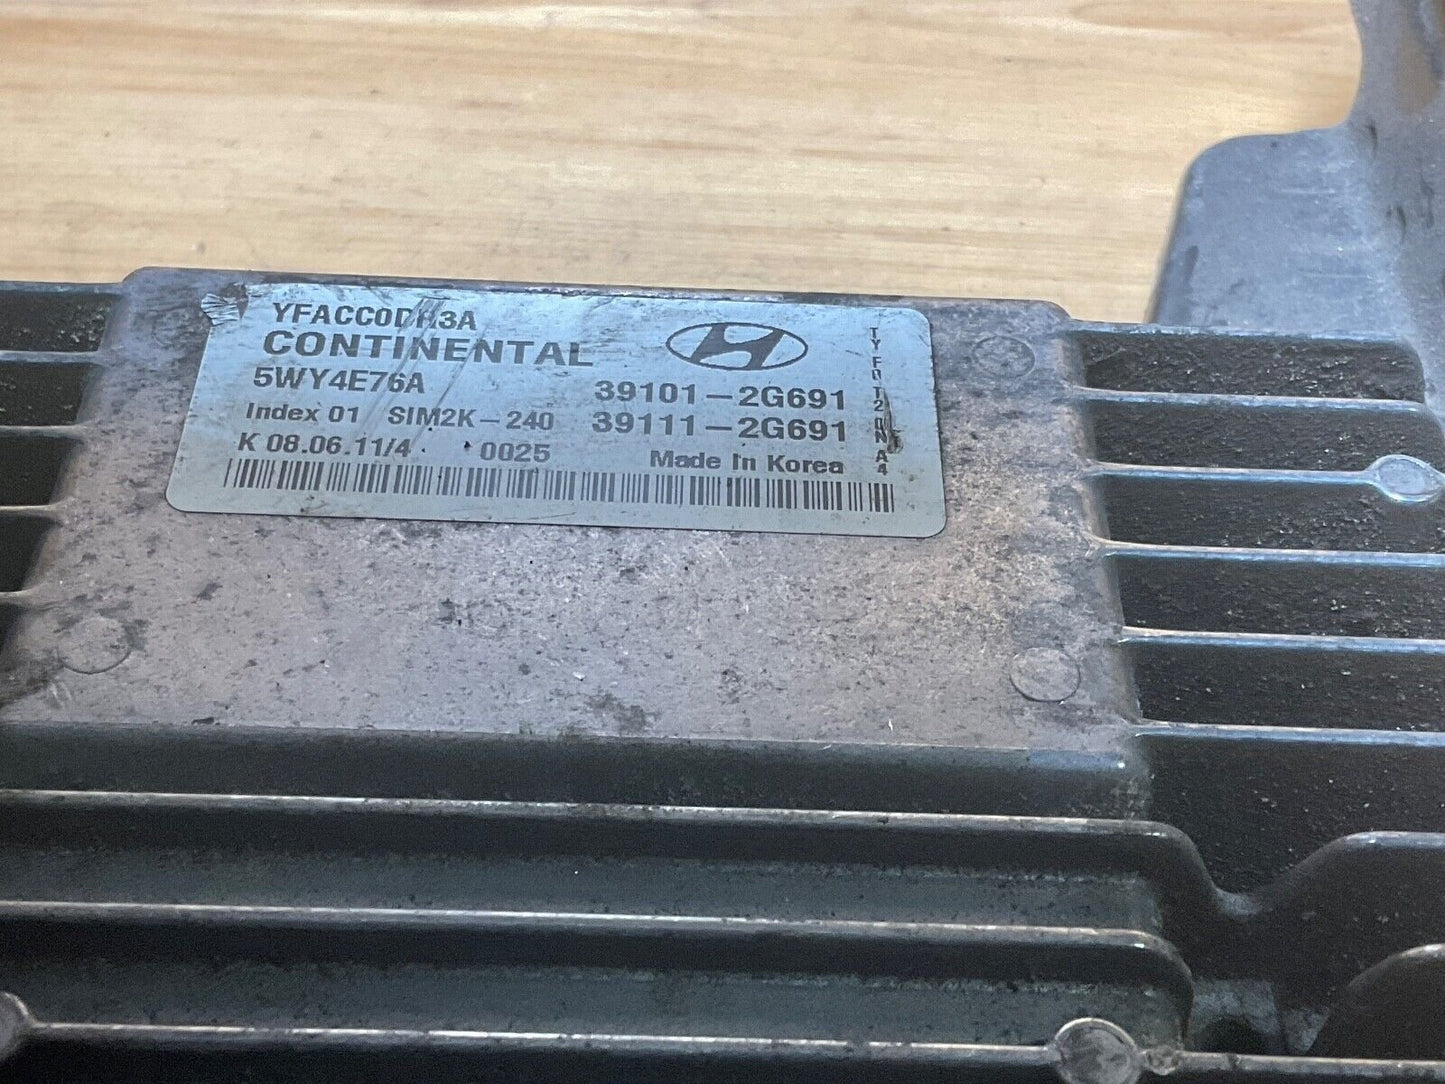 YFACC0DH3A
CONTINENTAL
5WY4E76A
39101-2G691
Index 01 SIM2K-240
39111-2G691
K 08.06.11/4
0025
Made In Korea